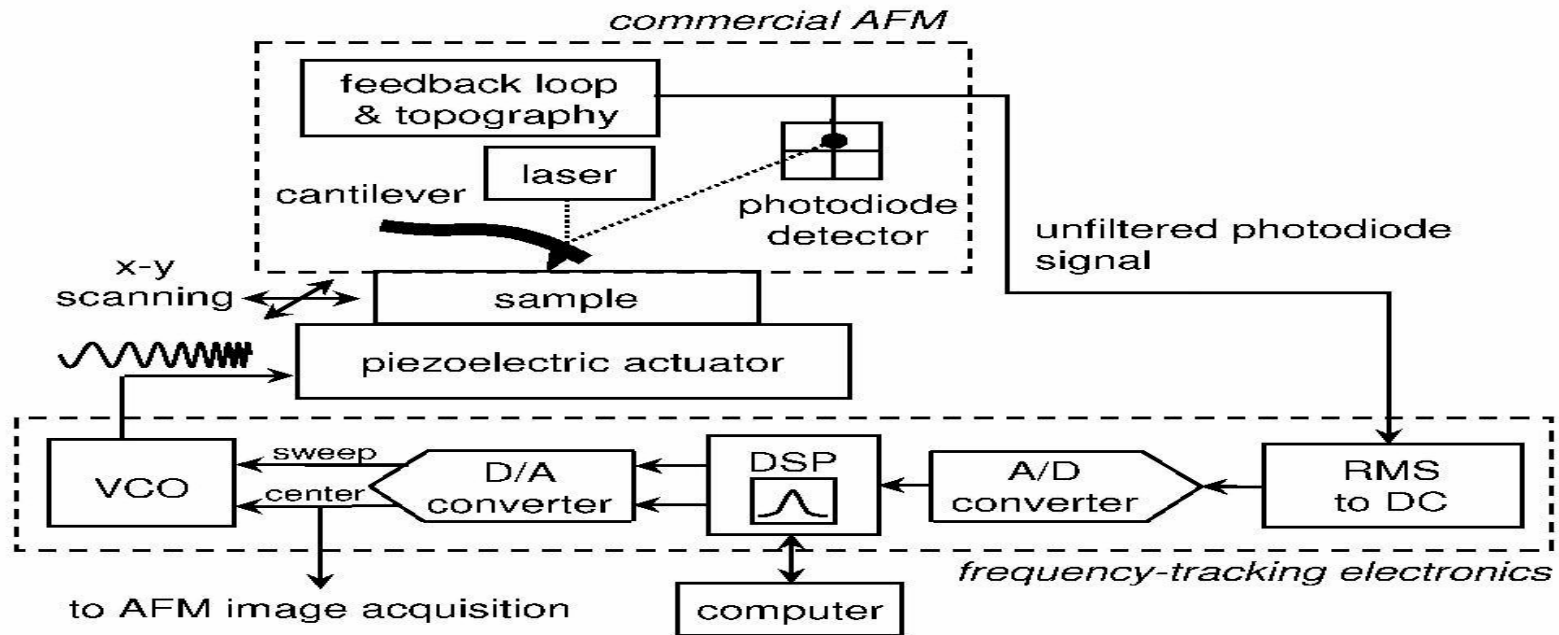 commercial AFM
feedback loop
& topography
laser
cantilever
photodiode
detector
unfiltered photodiode
signal
x-y
scanning
sample
piezoelectric actuator
VCO
sweep
center
D/A
converter
DSP
A/D
converter
RMS
to DC
frequency-tracking electronics
to AFM image acquisition
computer